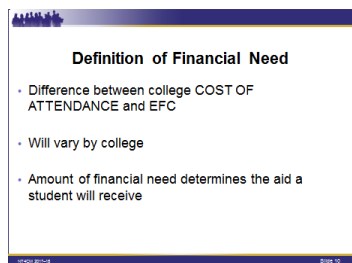 Definition of Financial Need
• Difference between college COST OF
ATTENDANCE and EFC
• Will vary by college
• Amount of financial need determines the aid a
student will receive
Slide 10